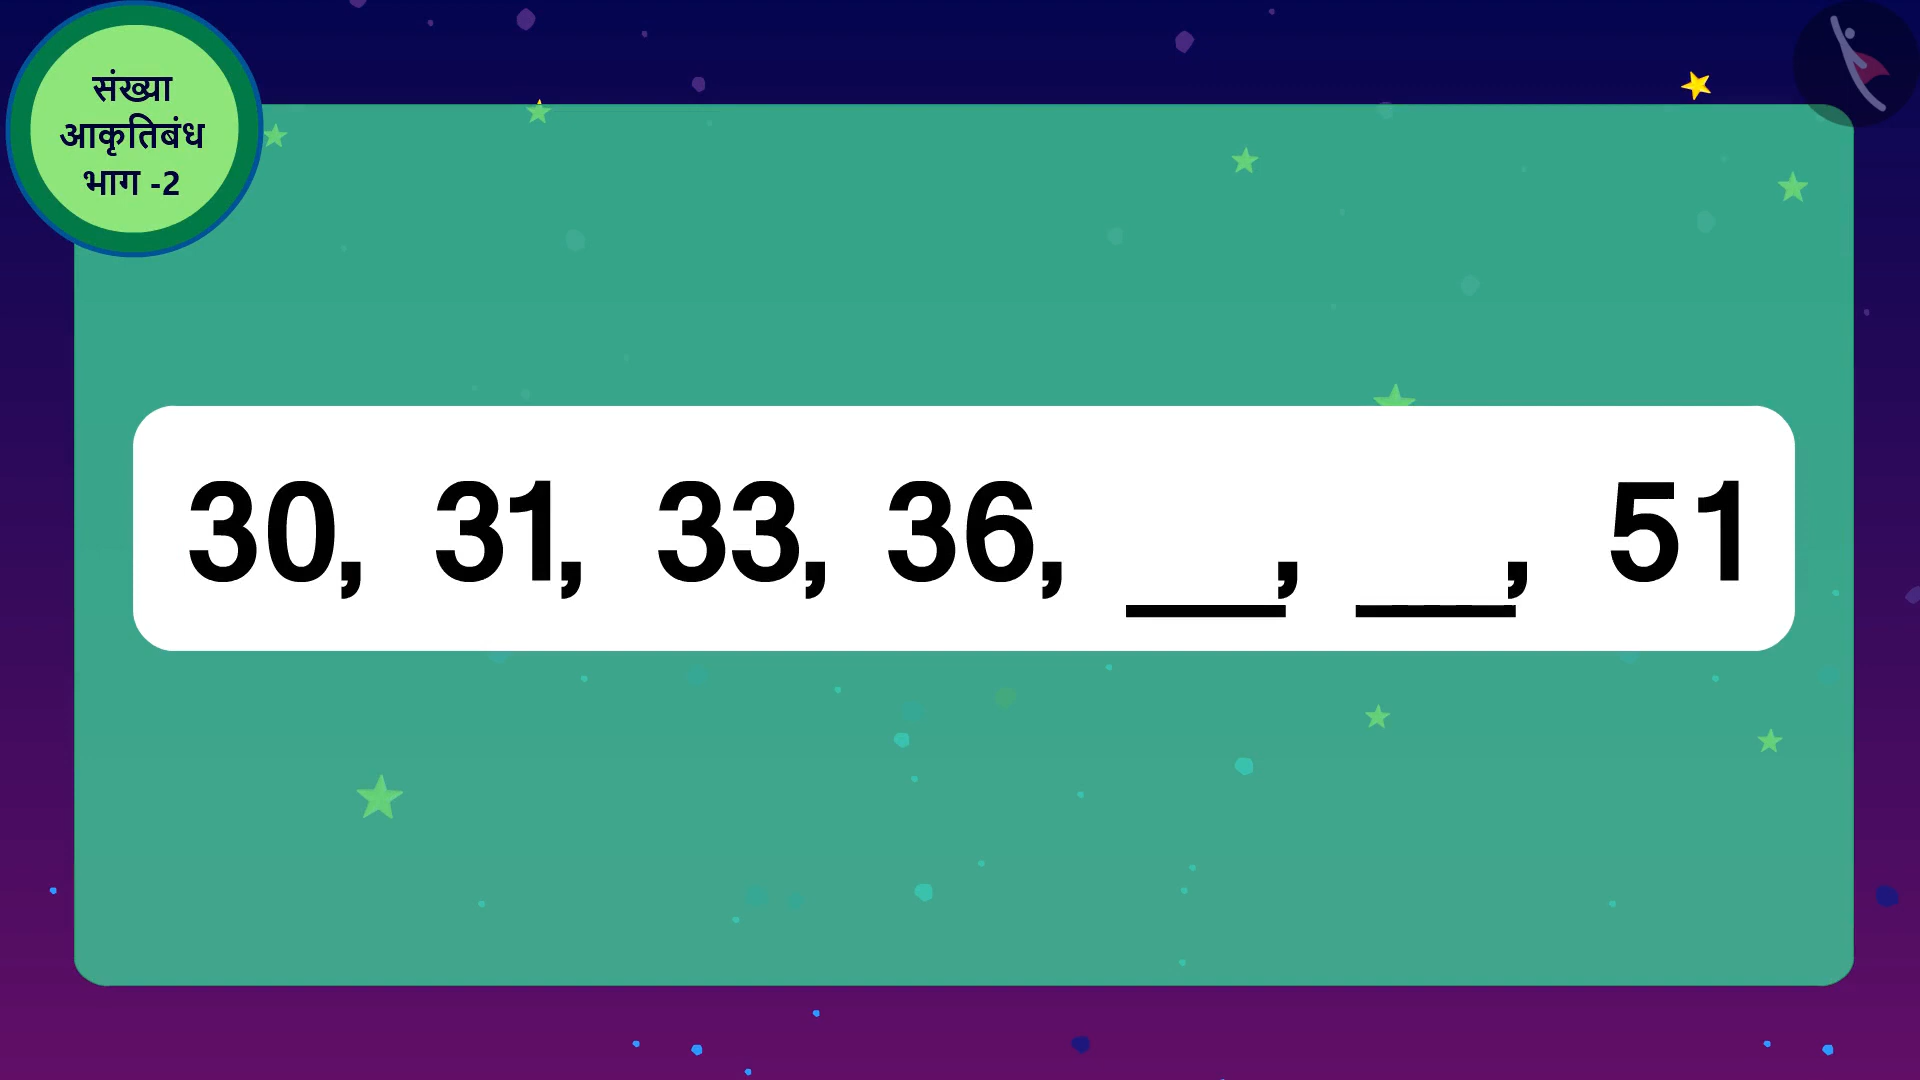 संख्या
आकृतिबंध
भाग -2
30, 31, 33, 36, __, __, 51